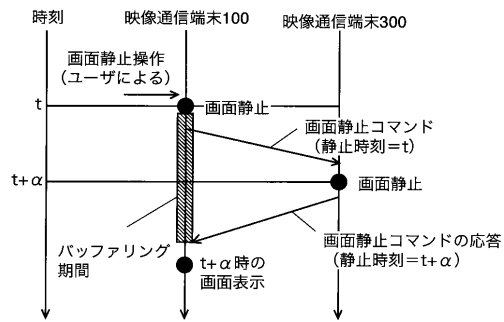 時刻
映像通信端末100
映像通信端末300
画面静止操作
(ユーザによる)
t
画面静止
画面静止コマンド
(静止時刻=t)
t+α
画面静止
バッファリング
期間
画面静止コマンドの応答
(静止時刻=t+α)
t+α時の
画面表示